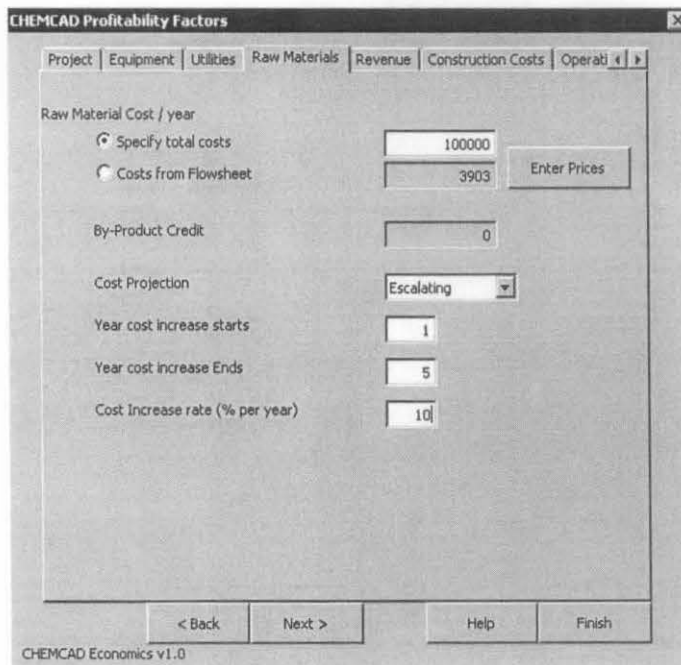 CHEMCAD Profitability Factors
Project Equipment Utilities Raw Materials Revenue Construction Costs Operati
Raw Material Cost / year
Specify total costs 100000
Costs from Flowsheet 3903 Enter Prices
By-Product Credit 0
Cost Projection Escalating
Year cost increase starts 1
Year cost increase Ends 5
Cost Increase rate (% per year) 10
< Back Next > Help Finish
CHEMCAD Economics v1.0